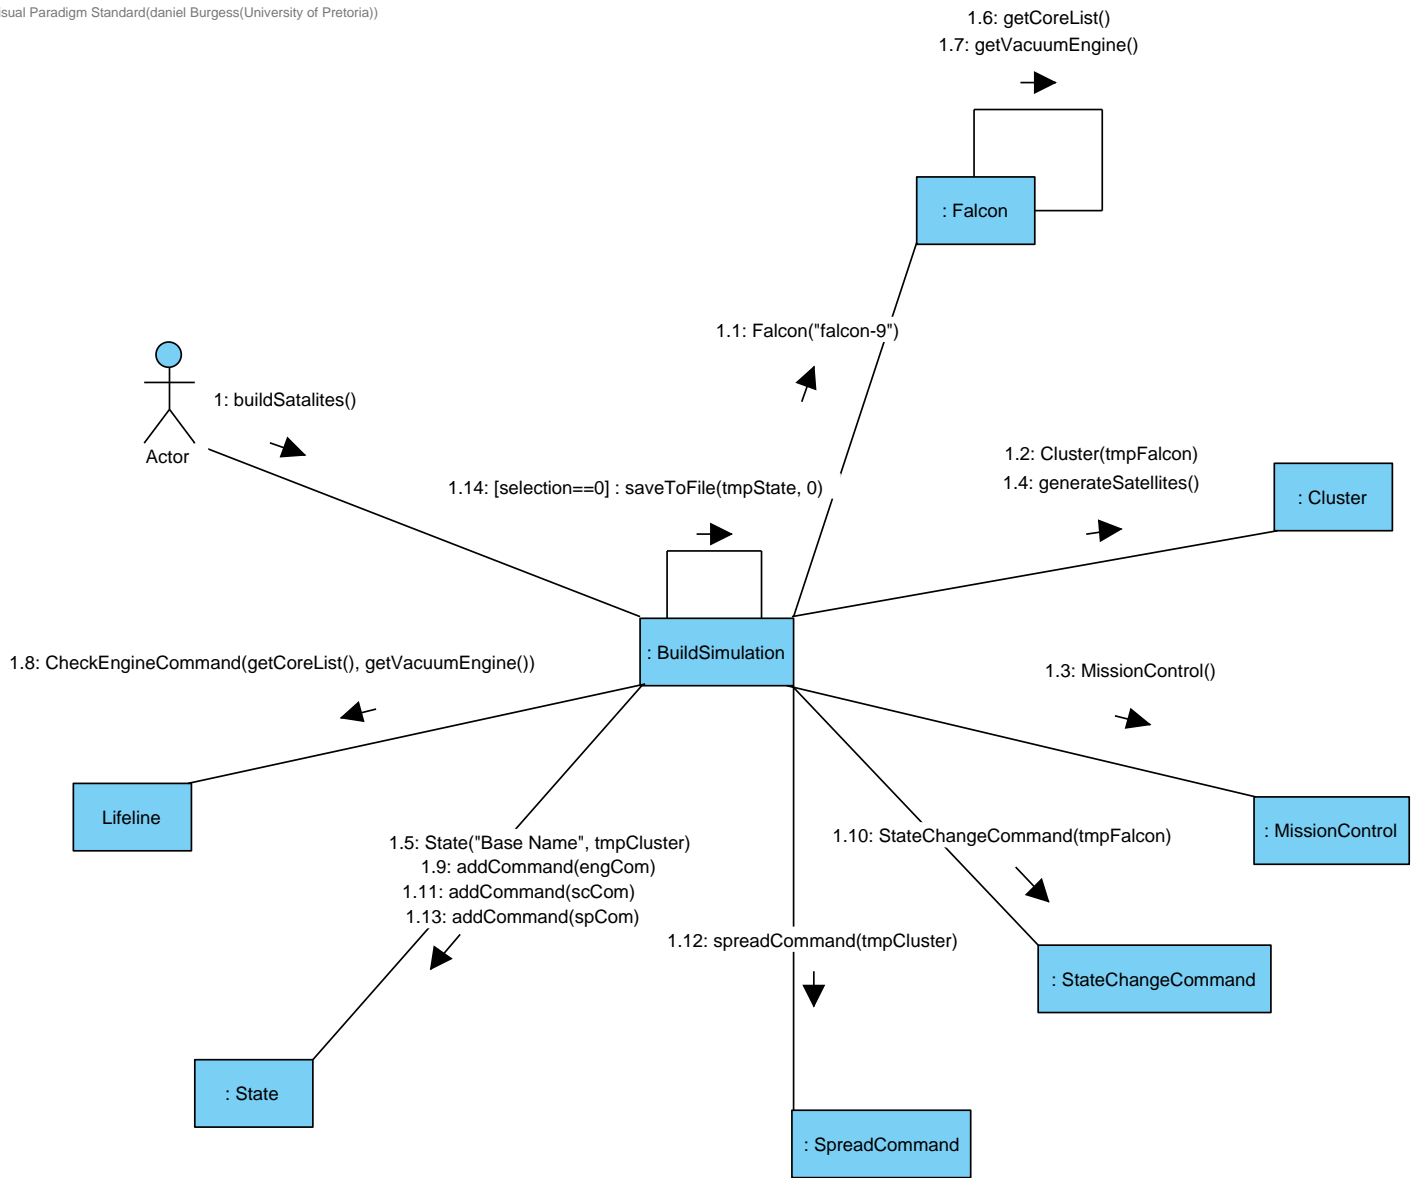 isual Paradigm Standard(daniel Burgess(University of Pretoria))
1.6: getCoreList()
1.7: getVacuumEngine()
: Falcon
1.1: Falcon("falcon-9")
1: buildSatalites()
Actor
1.2: Cluster(tmpFalcon)
1.4: generateSatellites()
: Cluster
1.14: [selection==0] : saveToFile(tmpState, 0)
: BuildSimulation
1.8: CheckEngineCommand(getCoreList(), getVacuumEngine())
1.3: MissionControl()
Lifeline
: MissionControl
1.5: State("Base Name", tmpCluster)
1.9: addCommand(engCom)
1.11: addCommand(scCom)
1.13: addCommand(spCom)
1.10: StateChangeCommand(tmpFalcon)
1.12: spreadCommand(tmpCluster)
: StateChangeCommand
: State
: SpreadCommand